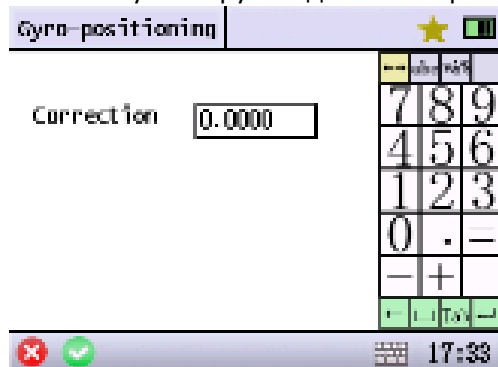 Gyro-positioning
Correction 0.0000
7 8 9
4 5 6
1 2 3
0 . —
— +
Tab
17:33